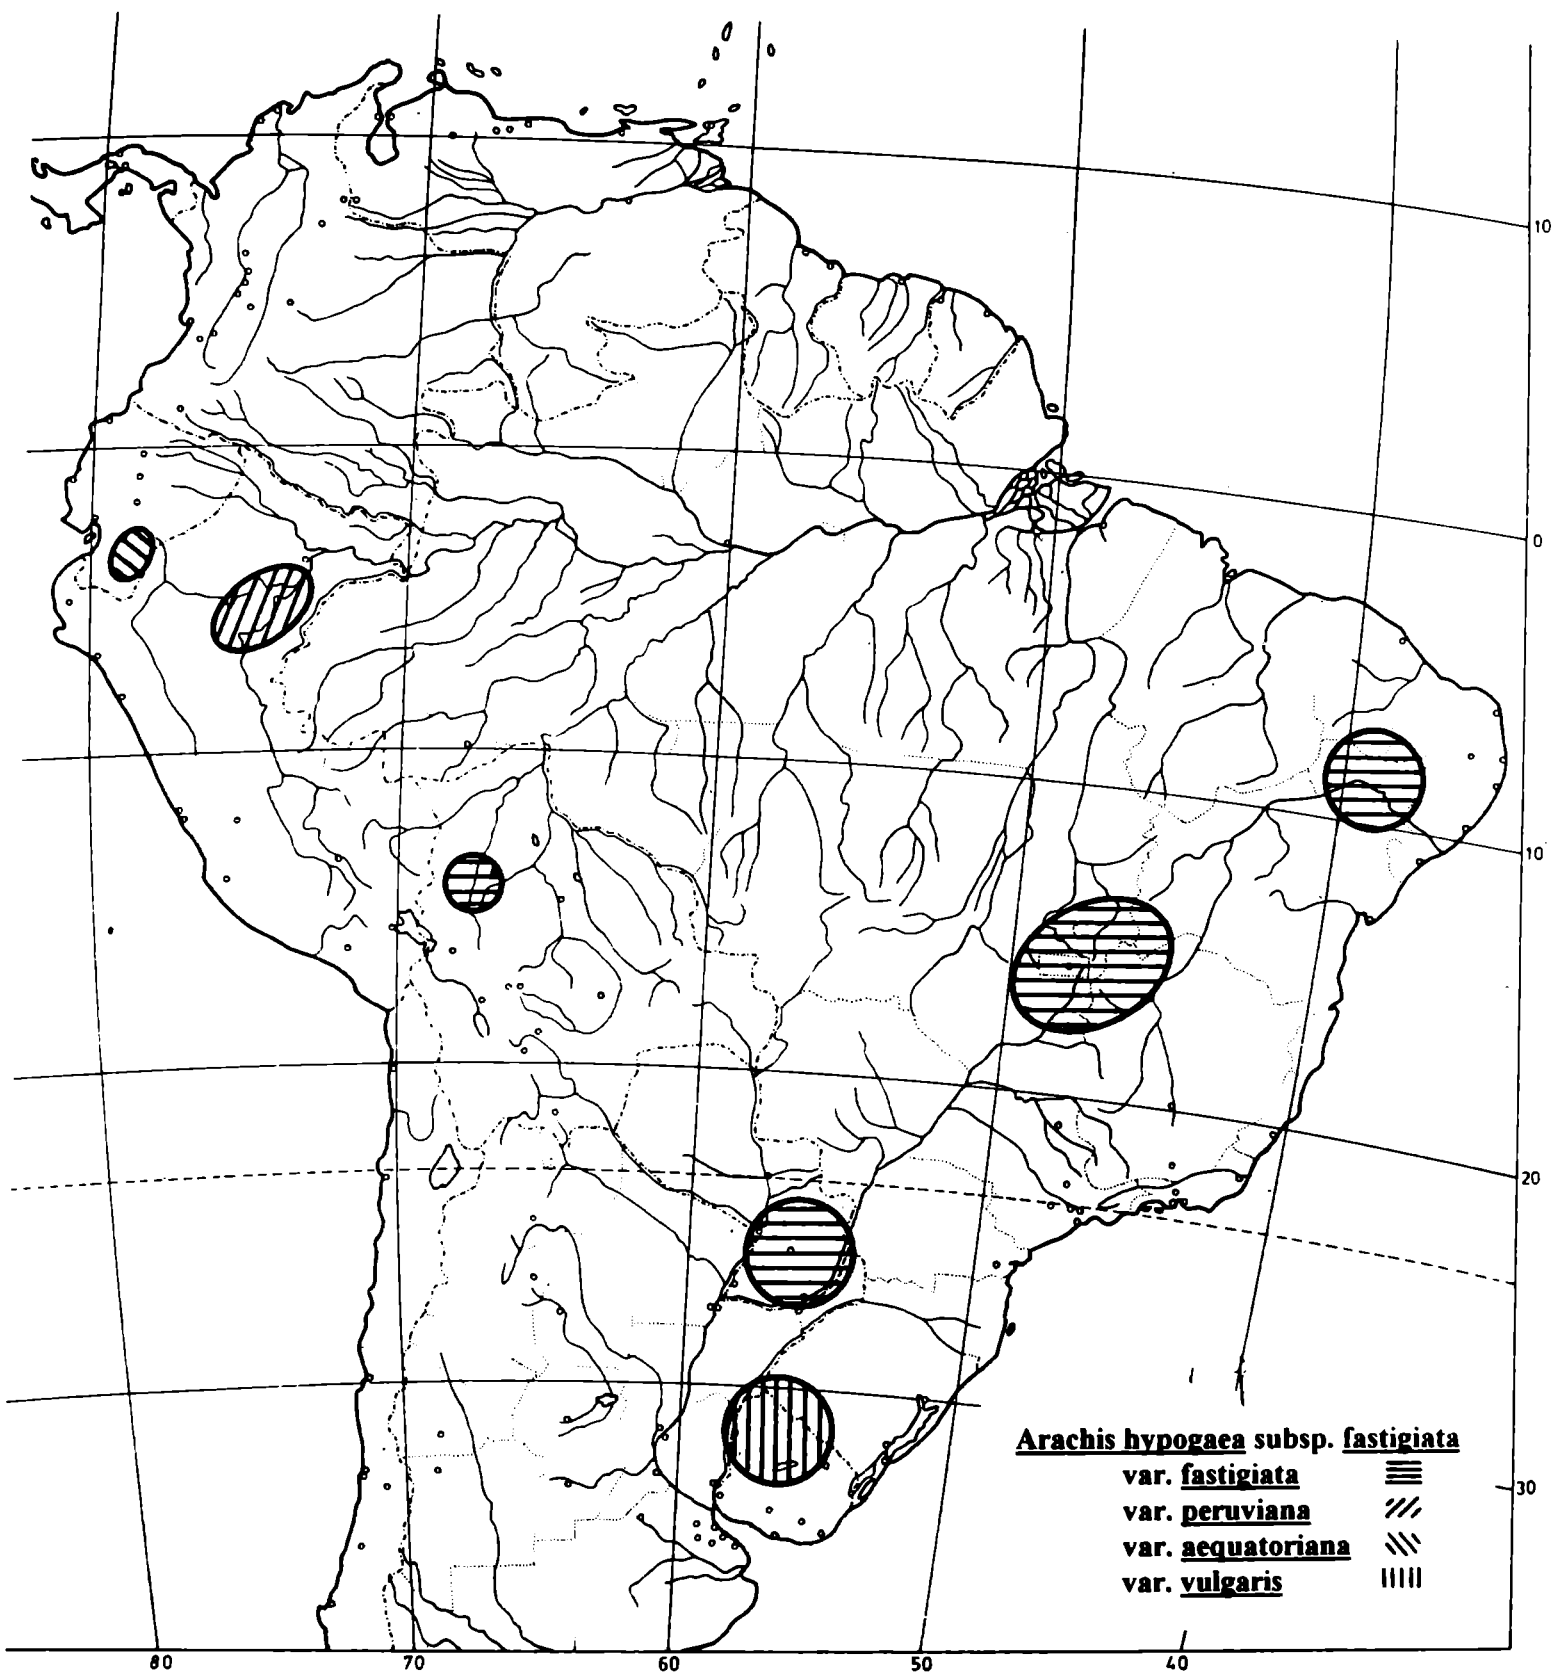 10
0
10
20
30
Arachis hypogaea subsp. fastigiata
var. fastigiata
var. peruviana
var. aequatoriana
var. vulgaris
80 70 60 50 40